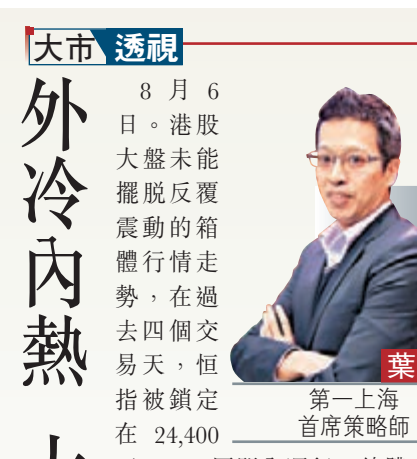 大市 透視
外冷內熱
8月6
日。港股
大盤未能
擺脫反覆
震動的箱
體行情走
勢，在過
去四個交
易天，恒
指被鎖定
在 24,400
葉
第一上海
首席策略師